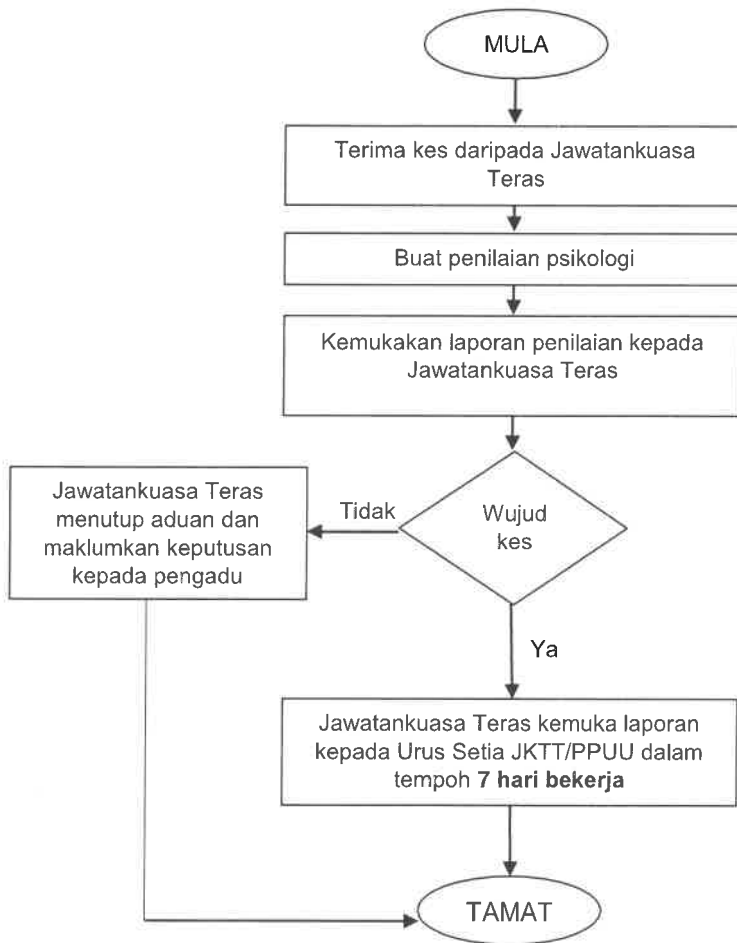 MULA
Terima kes daripada Jawatankuasa
Teras
Buat penilaian psikologi
Kemukakan laporan penilaian kepada
Jawatankuasa Teras
Wujud
kes
Tidak
Jawatankuasa Teras
menutup aduan dan
maklumkan keputusan
kepada pengadu
Ya
Jawatankuasa Teras kemuka laporan
kepada Urus Setia JKTT/PPUU dalam
tempoh 7 hari bekerja
TAMAT